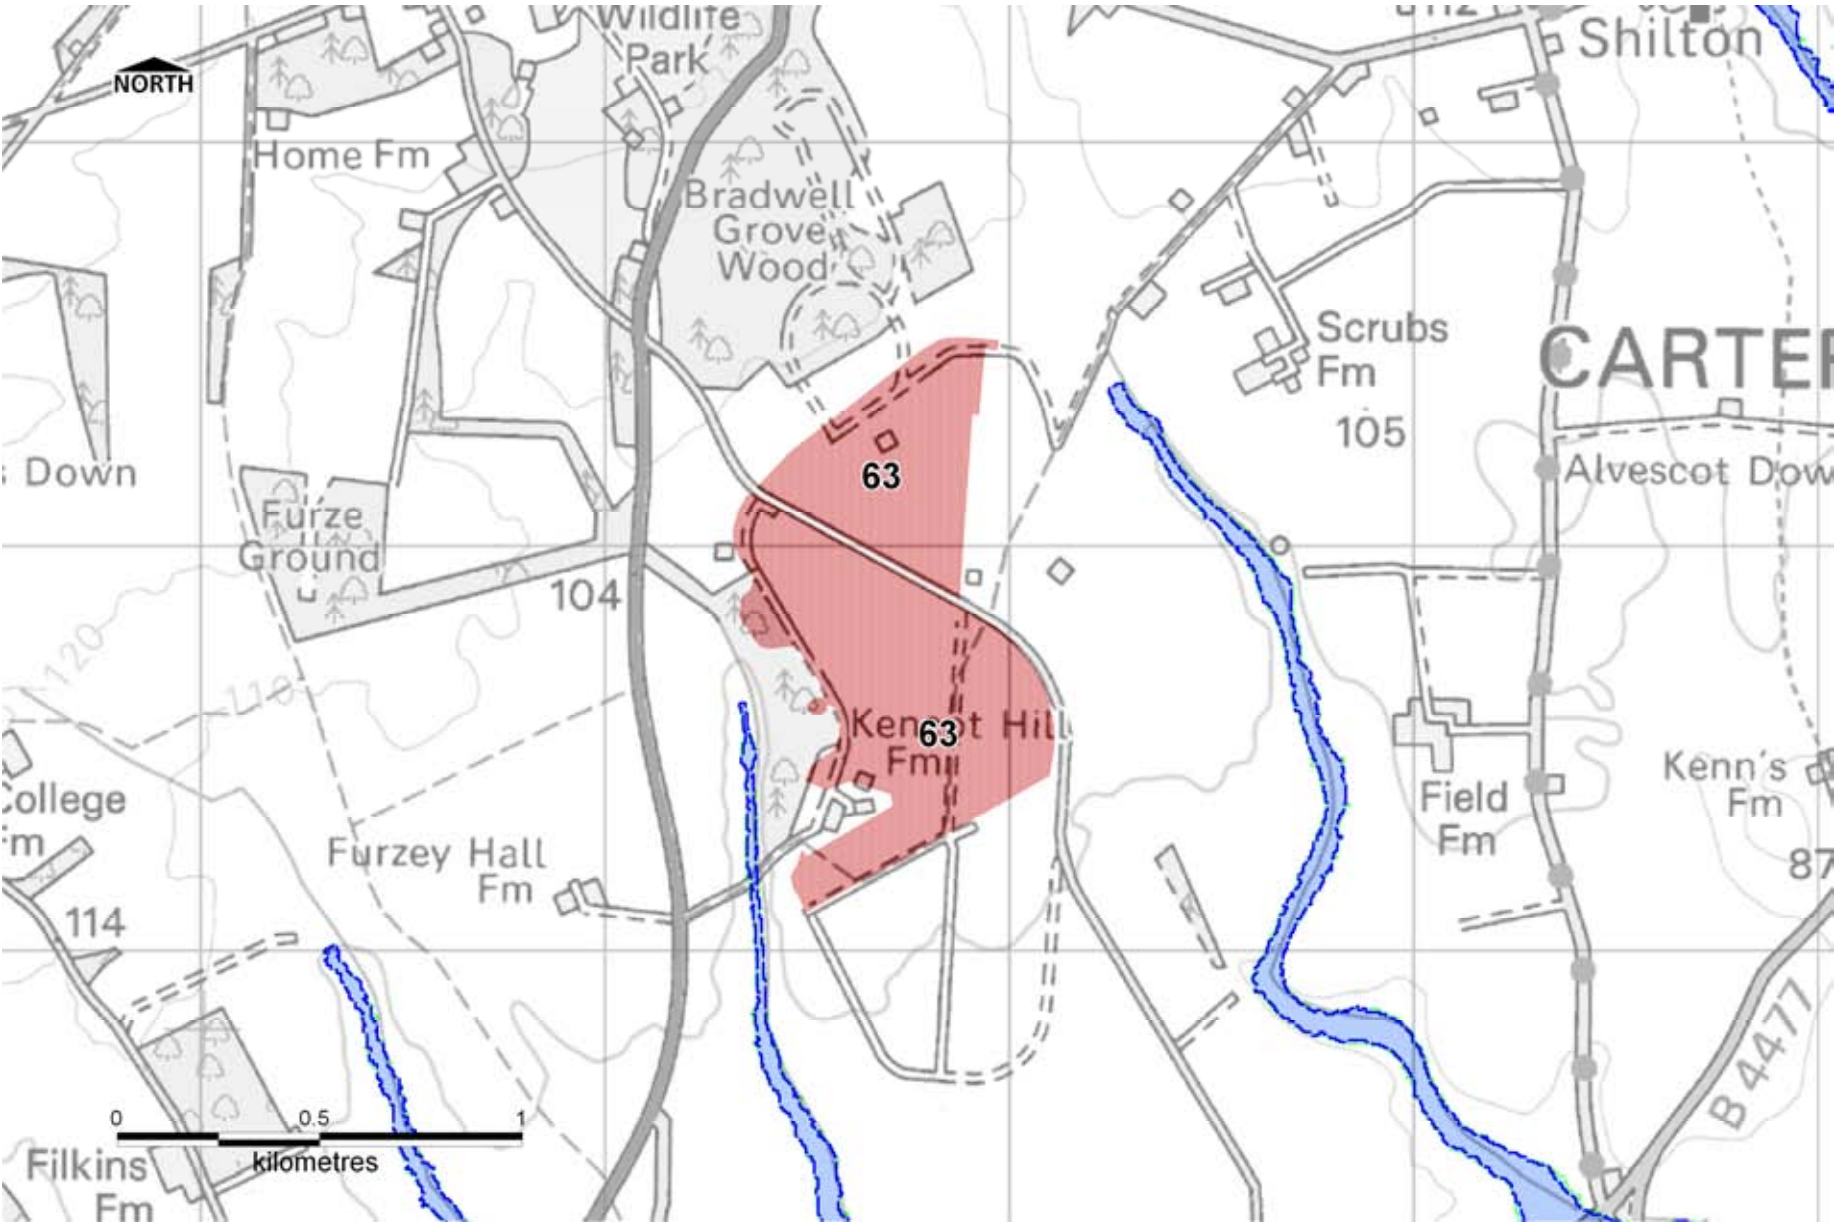 Wildlife
Park
Shilton
NORTH
Home Fm
Bradwell
Grove
Wood
Scrubs
Fm
CARTER
105
Down
Alvescot Dow
63
Furze
Ground
104
120
110
Kencot Hill
Fm
63
College
Fm
Field
Fm
Kenn's
Fm
Furzey Hall
Fm
87
114
B 4477
0 0.5 1
kilometres
Filkins
Fm